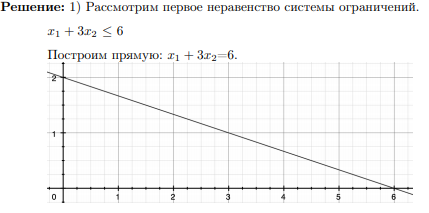 Решение: 1) Рассмотрим первое неравенство системы ограничений.
x₁ + 3x₂ ≤ 6
Построим прямую: x₁ + 3x₂=6.
2
1
0 1 2 3 4 5 6